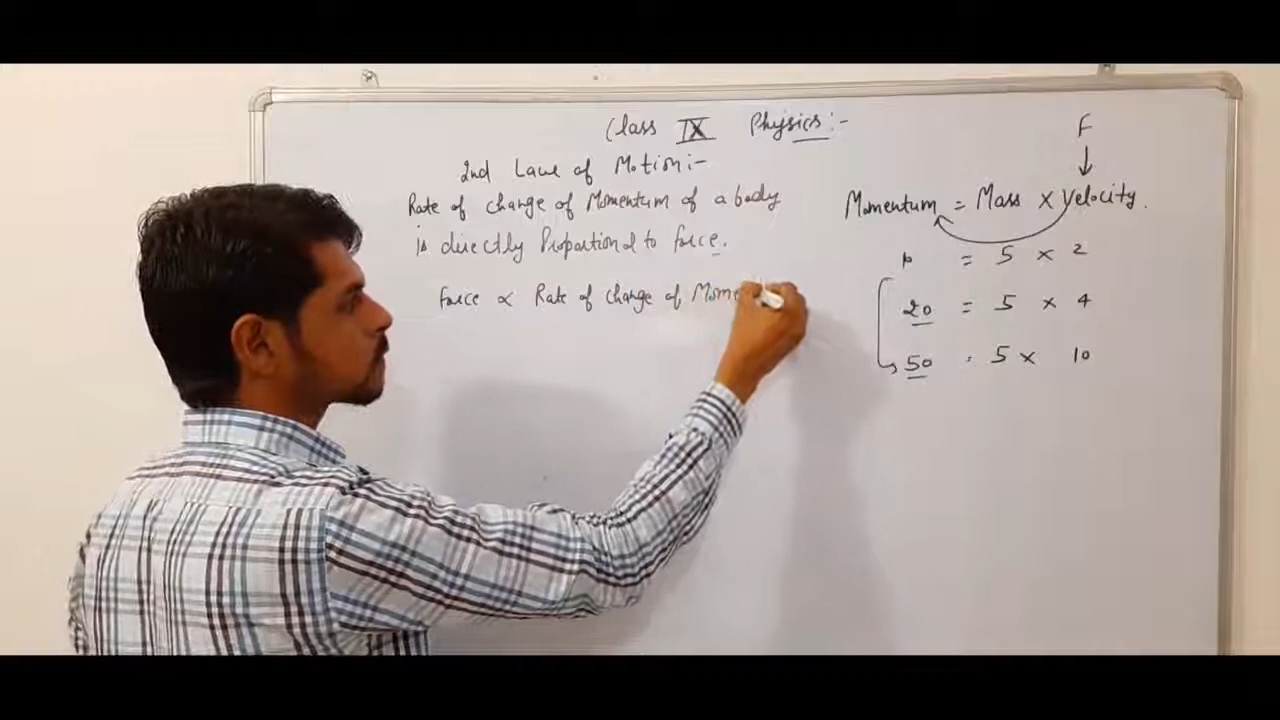 Class IX Physics:-
2nd Law of Motion:-
Rate of change of Momentum of a body
is directly Proportional to force.
Force ∝ Rate of change of Mome
F
↓
Momentum = Mass × Velocity.
p = 5 × 2
20 = 5 × 4
50 = 5 × 10